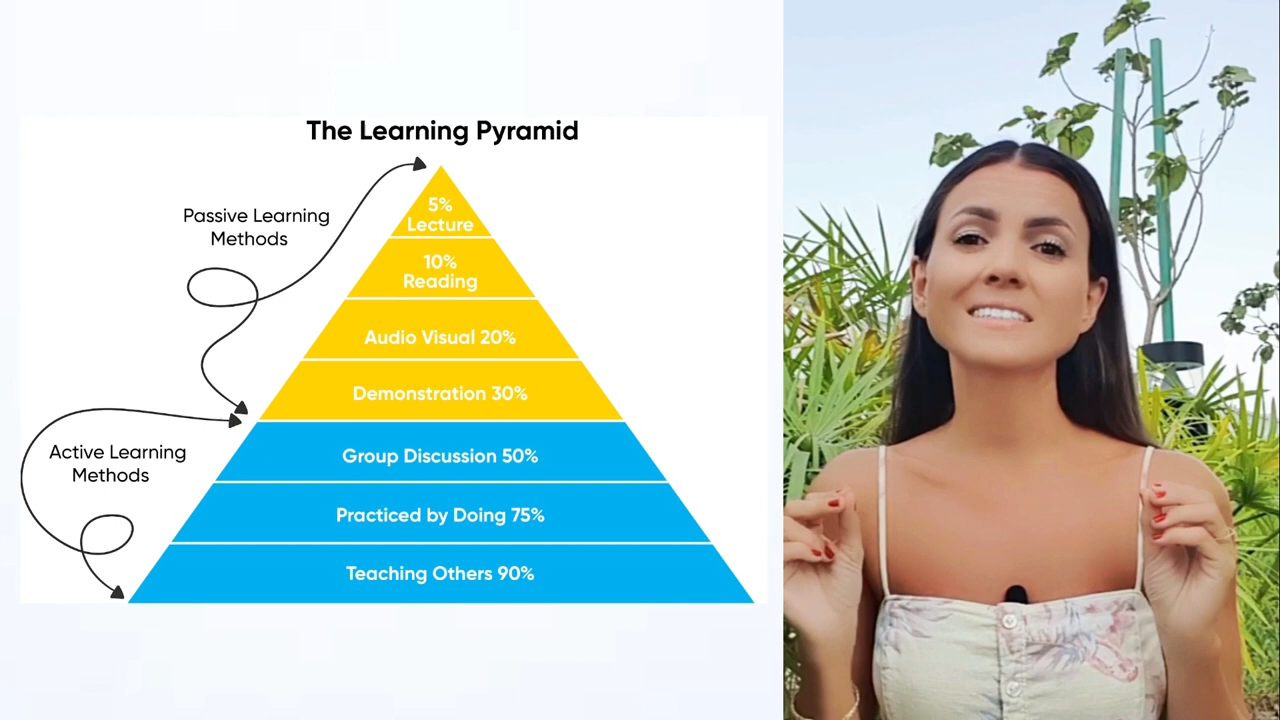 The Learning Pyramid
Passive Learning
Methods
5%
Lecture
10%
Reading
Audio Visual 20%
Demonstration 30%
Active Learning
Methods
Group Discussion 50%
Practiced by Doing 75%
Teaching Others 90%